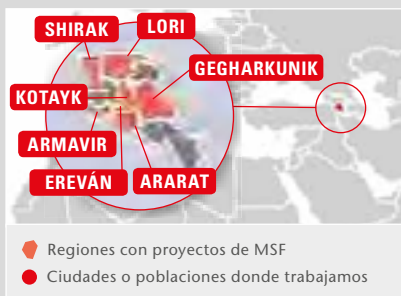 SHIRAK
LORI
GEGHARKUNIK
KOTAYK
ARMAVIR
EREVÁN
ARARAT
Regiones con proyectos de MSF
Ciudades o poblaciones donde trabajamos